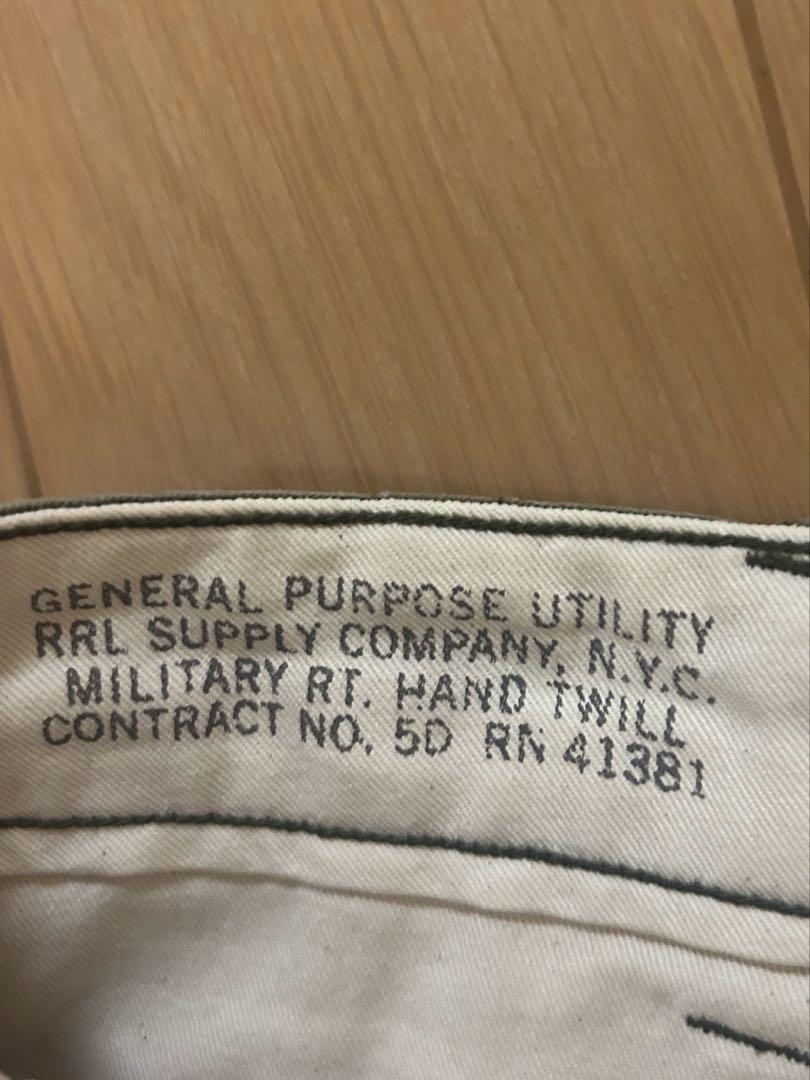 GENERAL PURPOSE UTILITY
RRL SUPPLY COMPANY, N.Y.C.
MILITARY RT. HAND TWILL
CONTRACT NO. 5D RN 41381